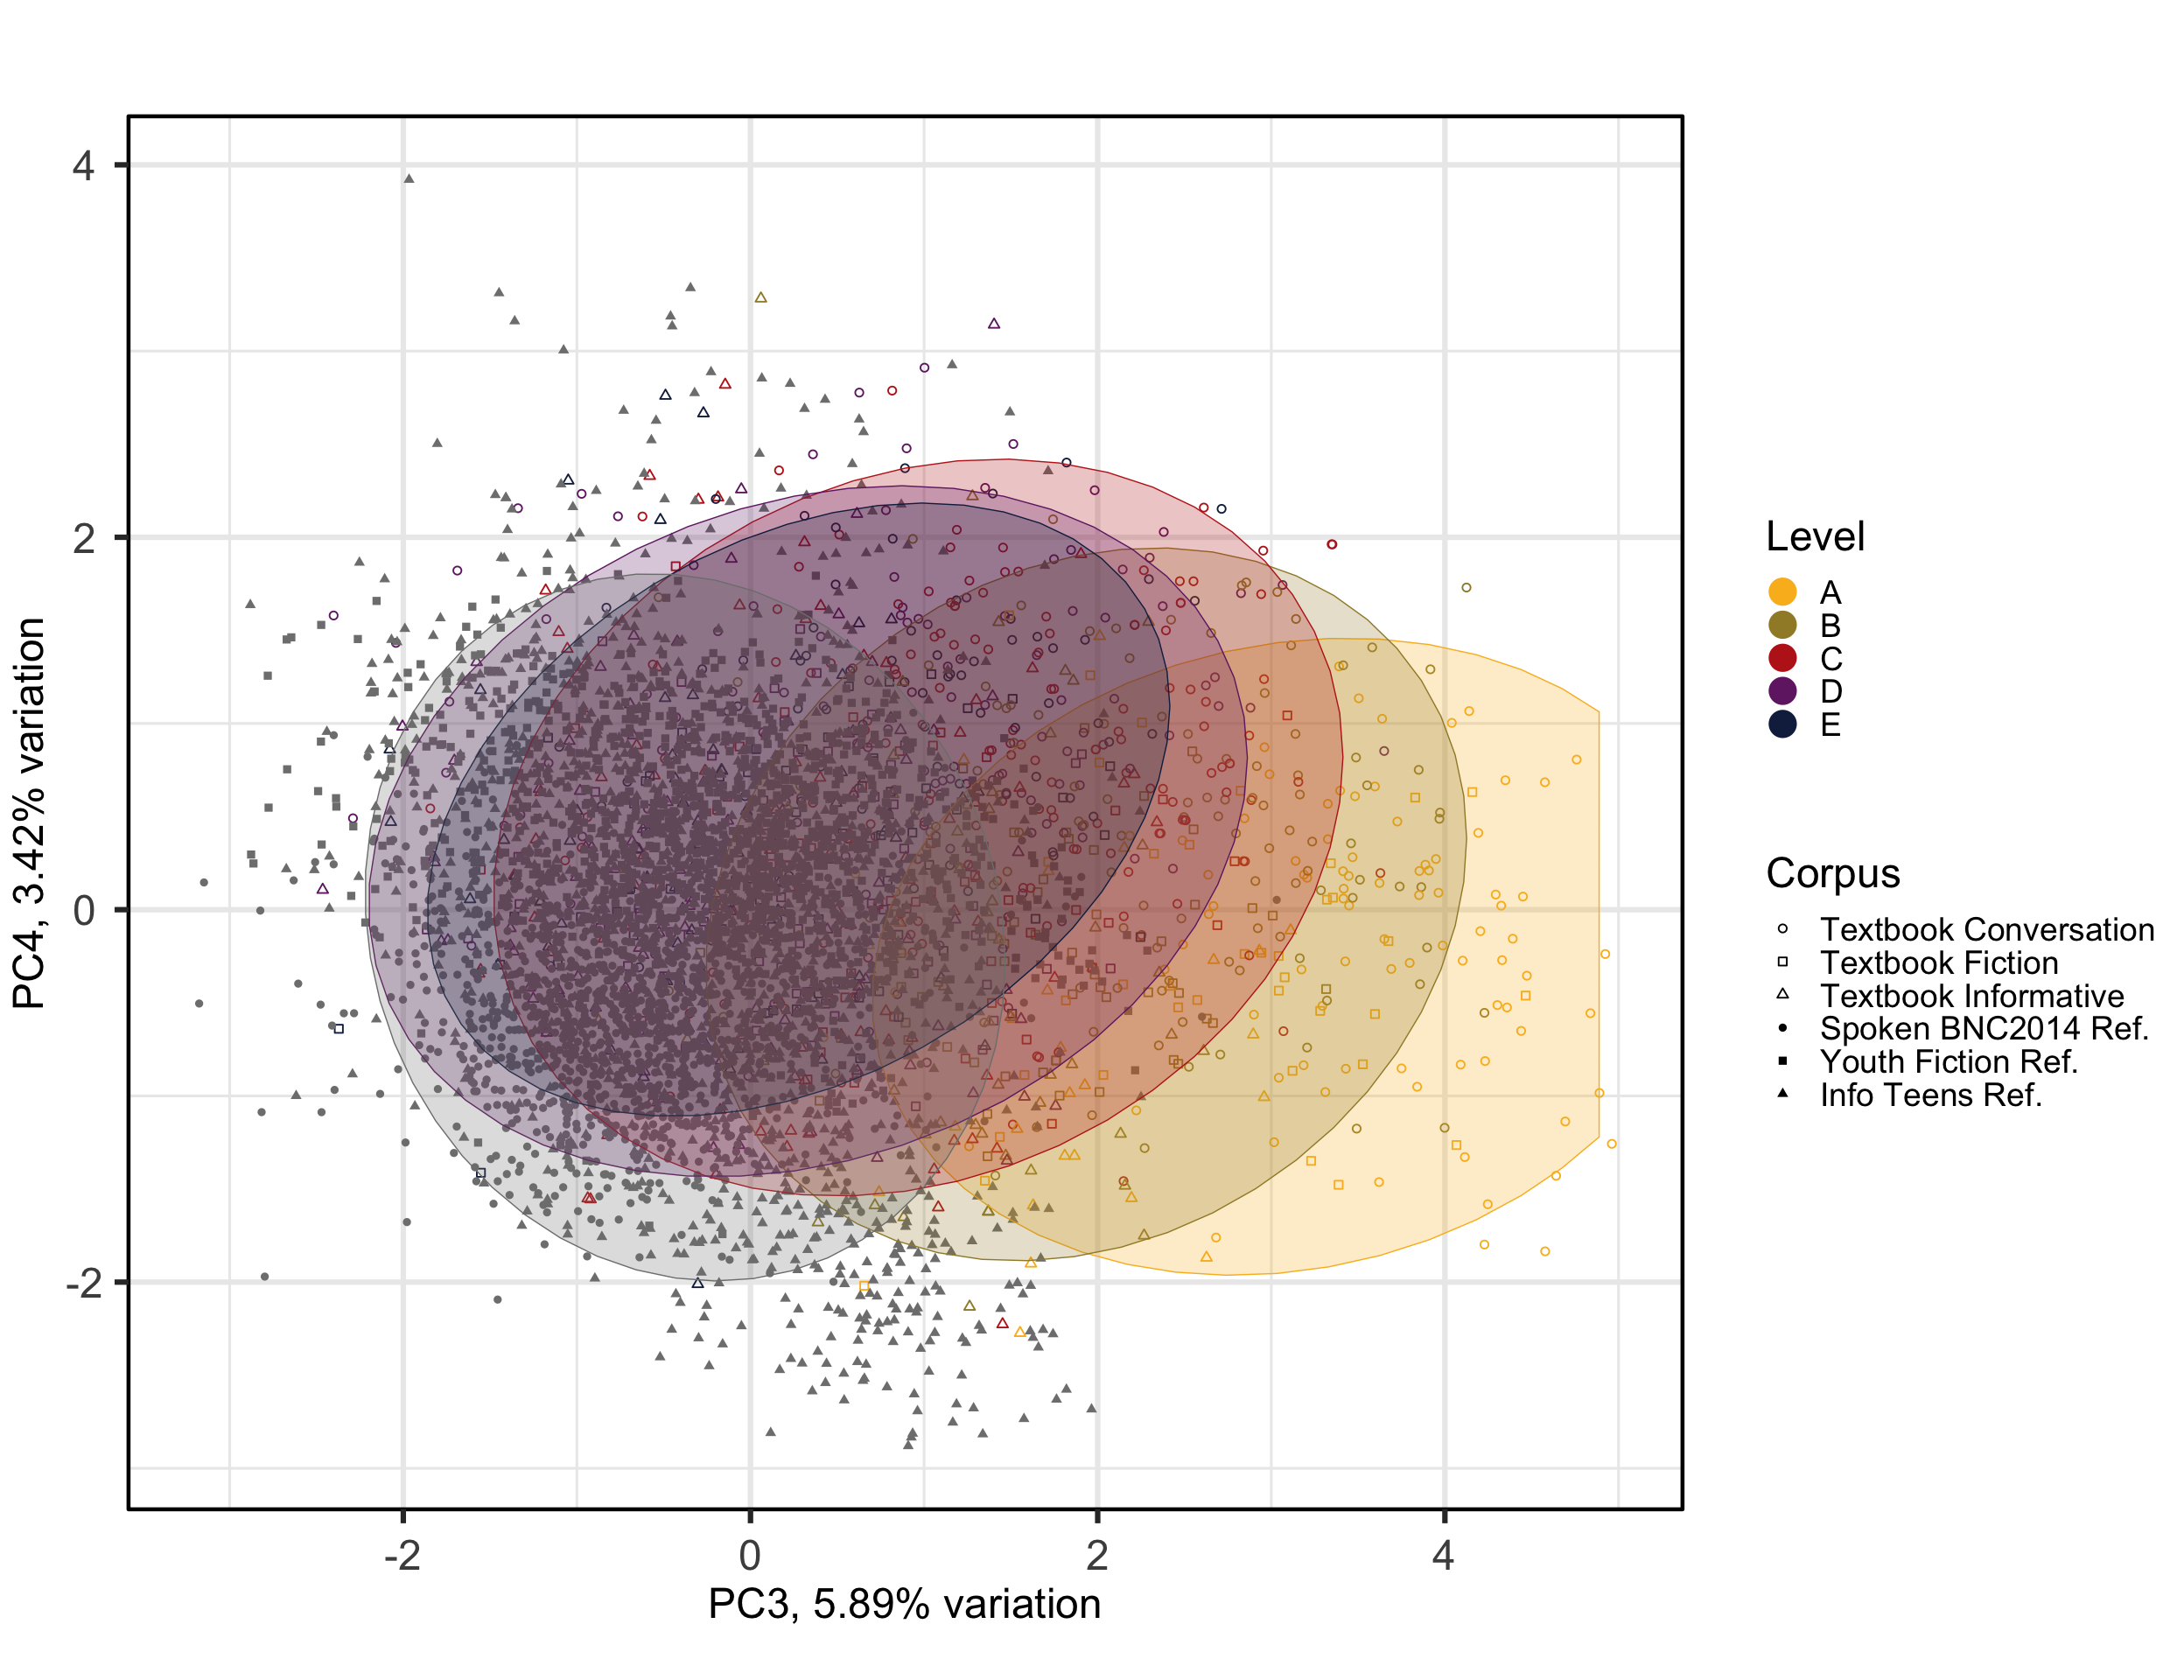 4
2
0
-2
PC4, 3.42% variation
-2
0
2
4
PC3, 5.89% variation
Level
A
B
C
D
E
Corpus
Textbook Conversation
Textbook Fiction
Textbook Informative
Spoken BNC2014 Ref.
Youth Fiction Ref.
Info Teens Ref.